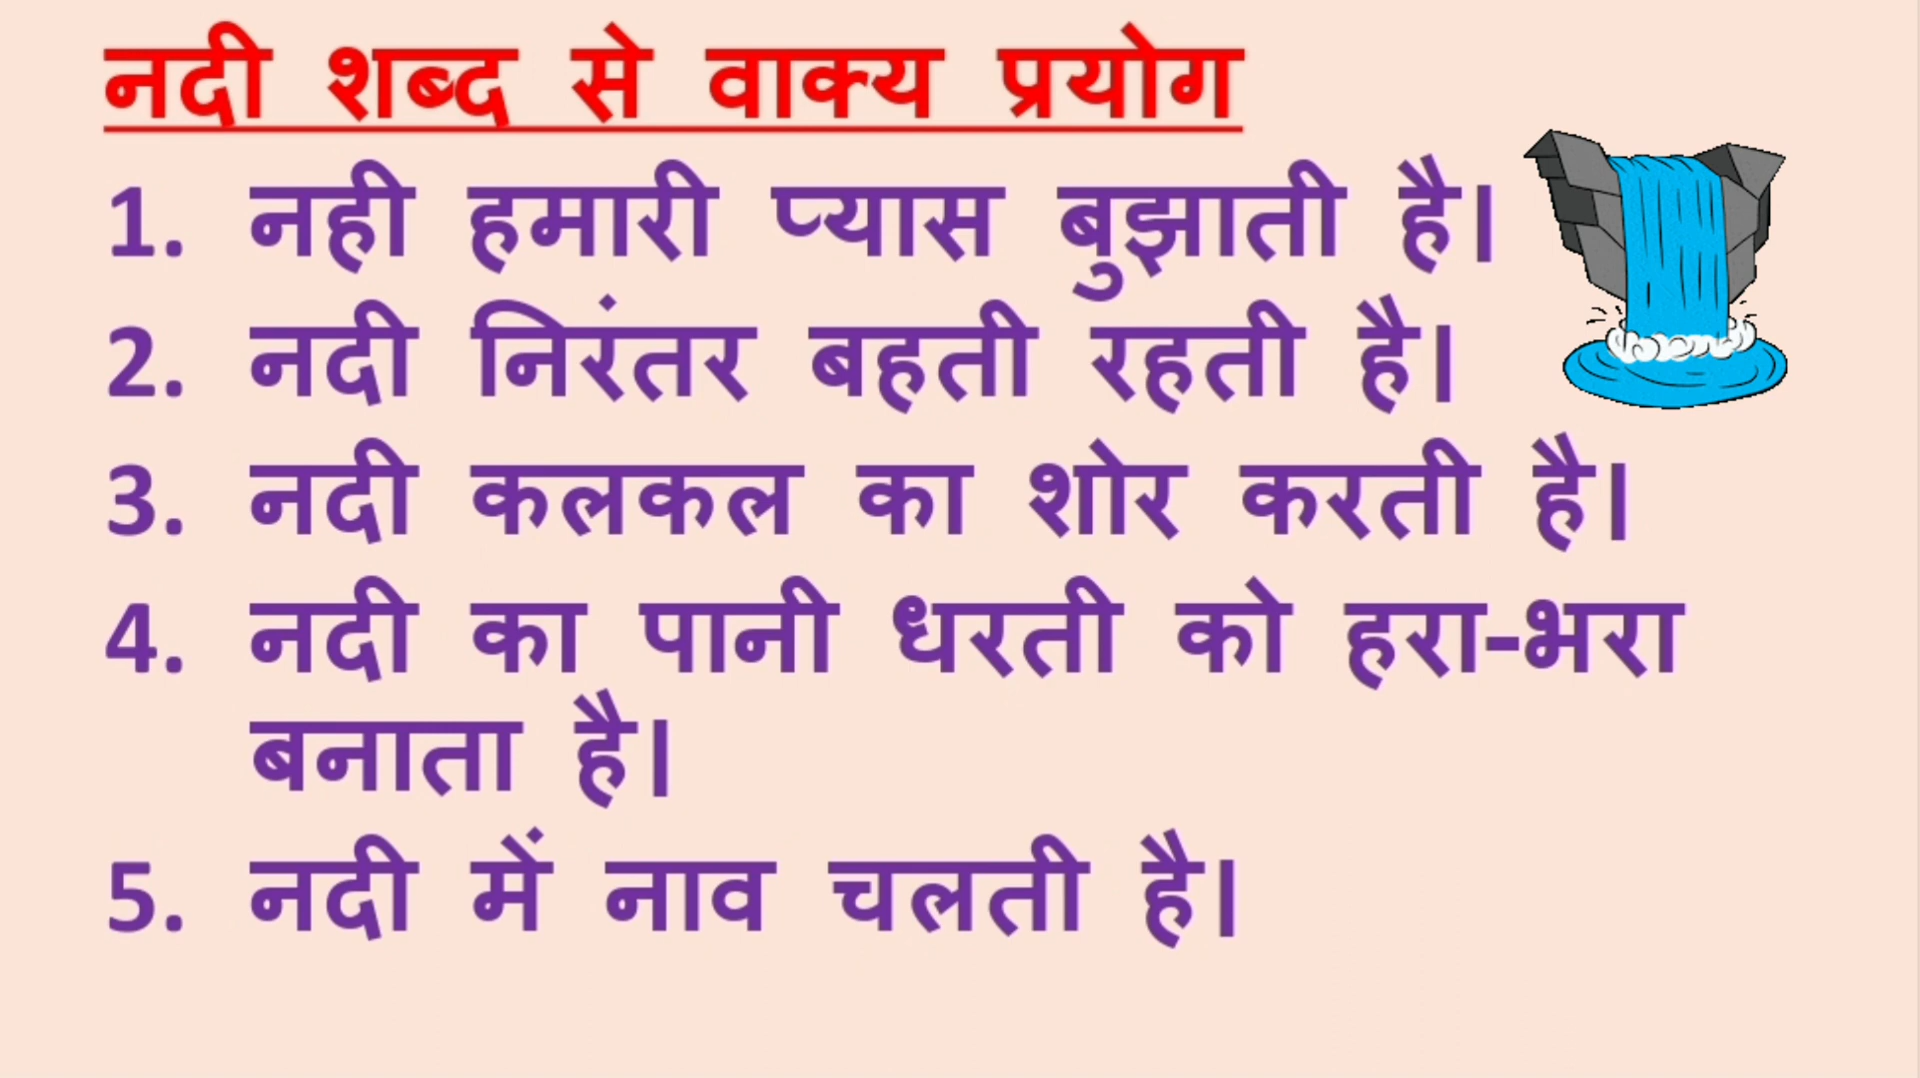 नदी शब्द से वाक्य प्रयोग
1. नही हमारी प्यास बुझाती है।
2. नदी निरंतर बहती रहती है।
3. नदी कलकल का शोर करती है।
4. नदी का पानी धरती को हरा-भरा
बनाता है।
5. नदी में नाव चलती है।